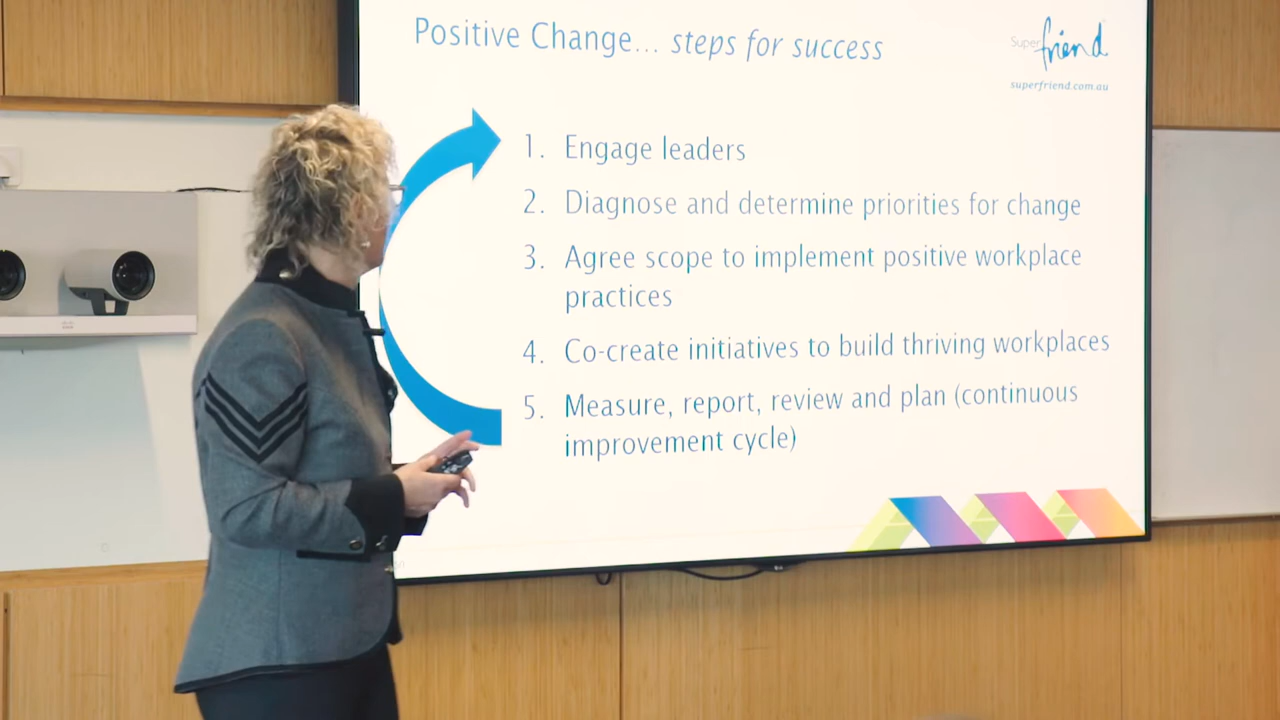 Positive Change... steps for success
Super friend
superfriend.com.au
1. Engage leaders
2. Diagnose and determine priorities for change
3. Agree scope to implement positive workplace
practices
4. Co-create initiatives to build thriving workplaces
5. Measure, report, review and plan (continuous
improvement cycle)